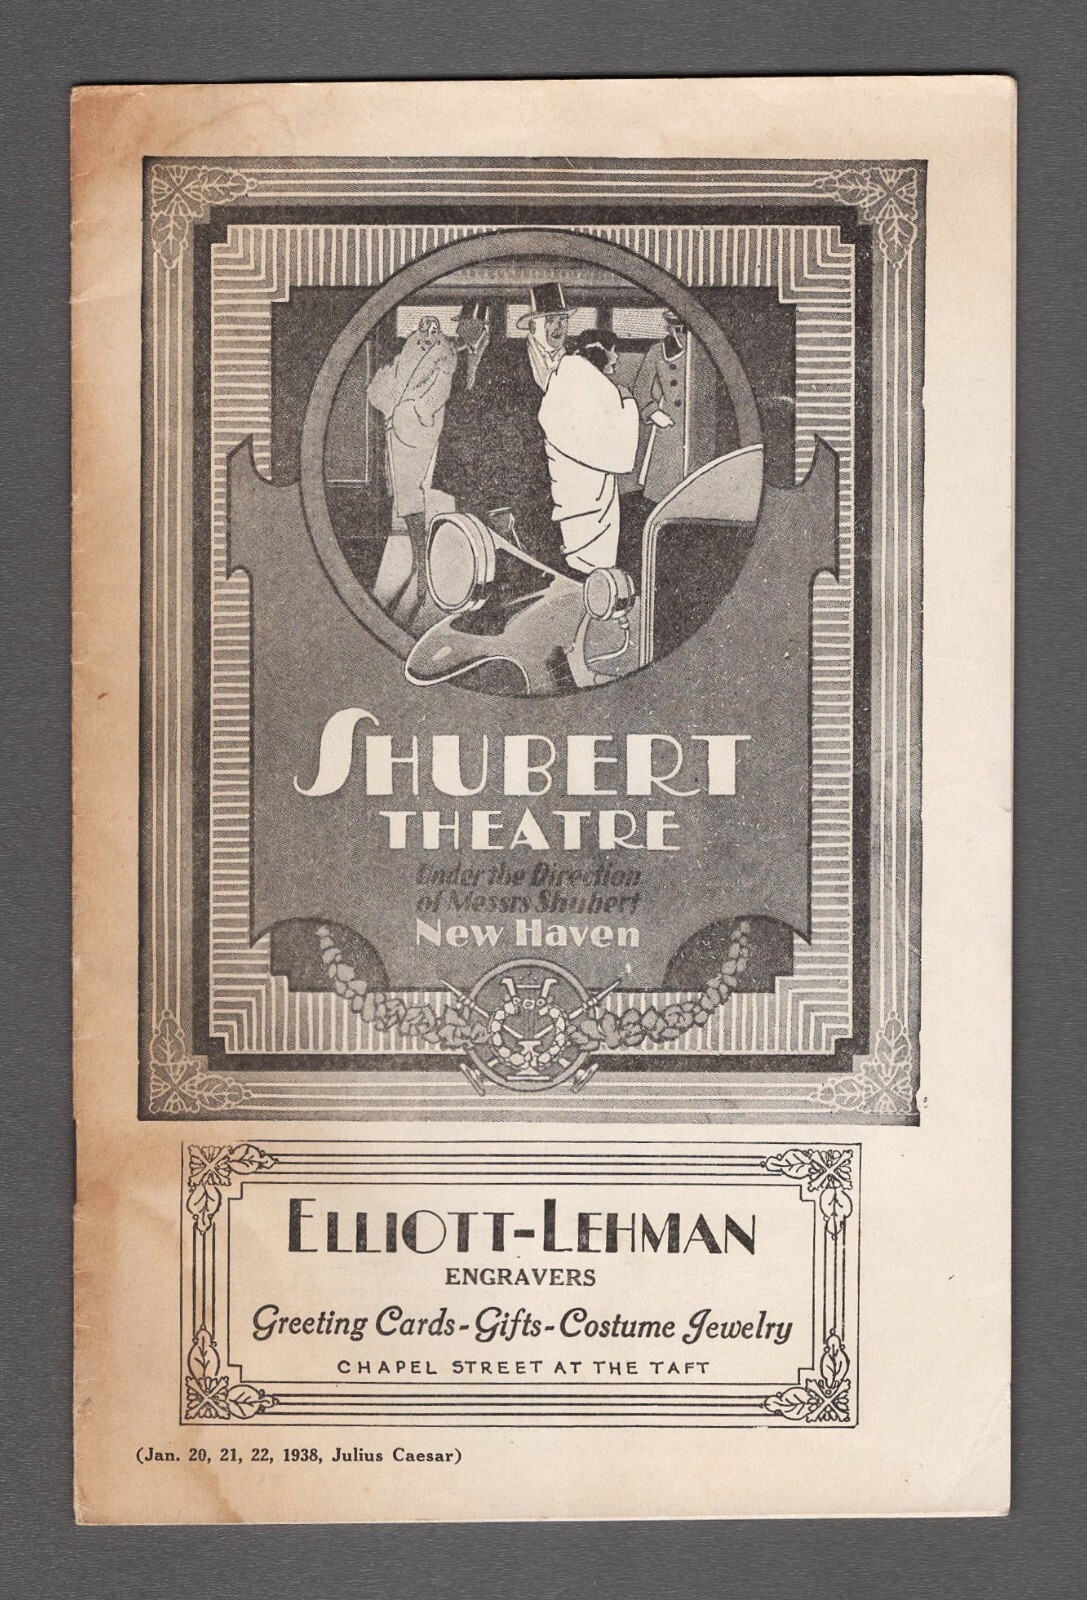 SHUBERT
THEATRE
Under the Direction
of Messrs Shubert
New Haven
ELLIOTT-LEHMAN
ENGRAVERS
Greeting Cards-Gifts-Costume Jewelry
CHAPEL STREET AT THE TAFT
(Jan. 20, 21, 22, 1938, Julius Caesar)